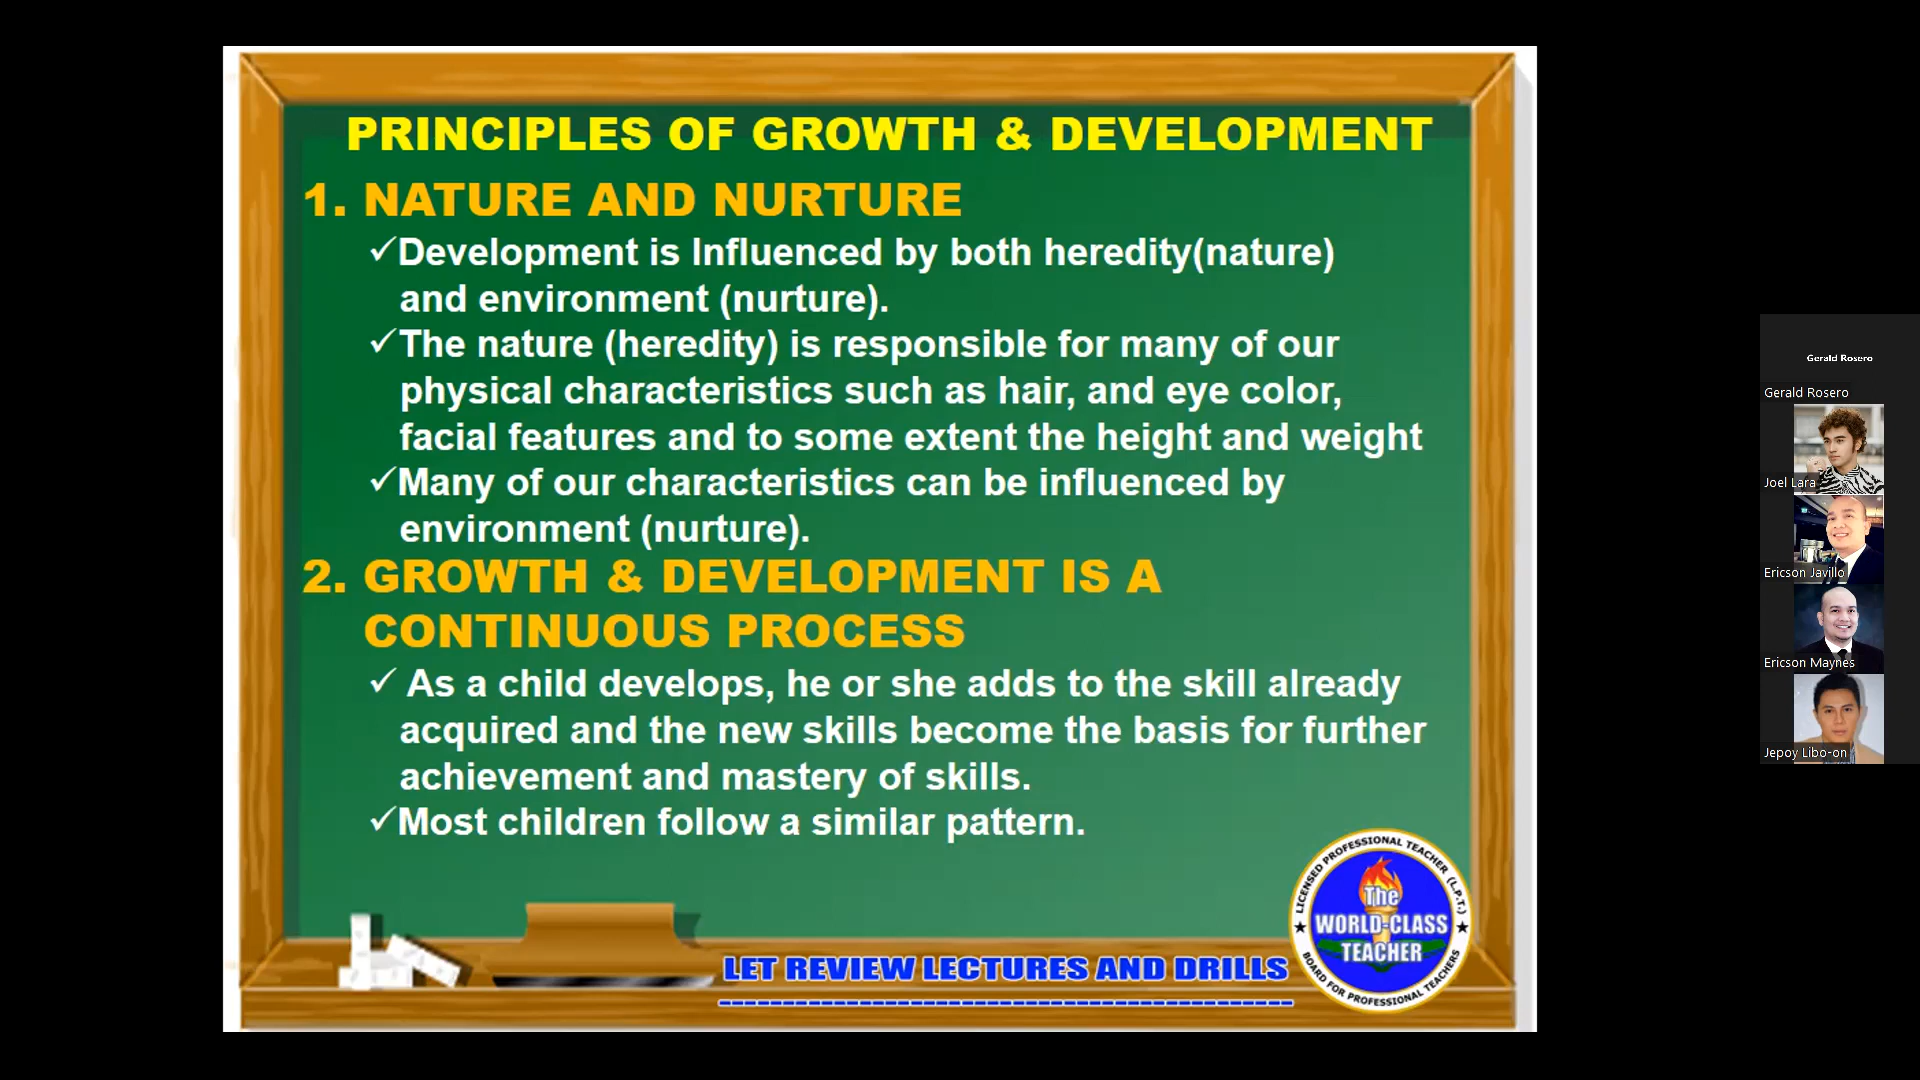 PRINCIPLES OF GROWTH & DEVELOPMENT
1. NATURE AND NURTURE
✓Development is Influenced by both heredity(nature)
and environment (nurture).
✓The nature (heredity) is responsible for many of our
physical characteristics such as hair, and eye color,
facial features and to some extent the height and weight
✓Many of our characteristics can be influenced by
environment (nurture).
2. GROWTH & DEVELOPMENT IS A
CONTINUOUS PROCESS
✓ As a child develops, he or she adds to the skill already
acquired and the new skills become the basis for further
achievement and mastery of skills.
✓Most children follow a similar pattern.
LET REVIEW LECTURES AND DRILLS
LICENSED PROFESSIONAL TEACHER (L.P.T.)
The
WORLD-CLASS
TEACHER
BOARD FOR PROFESSIONAL TEACHERS
Gerald Rosero
Gerald Rosero
Joel Lara
Ericson Javillo
Ericson Maynes
Jepoy Libo-on